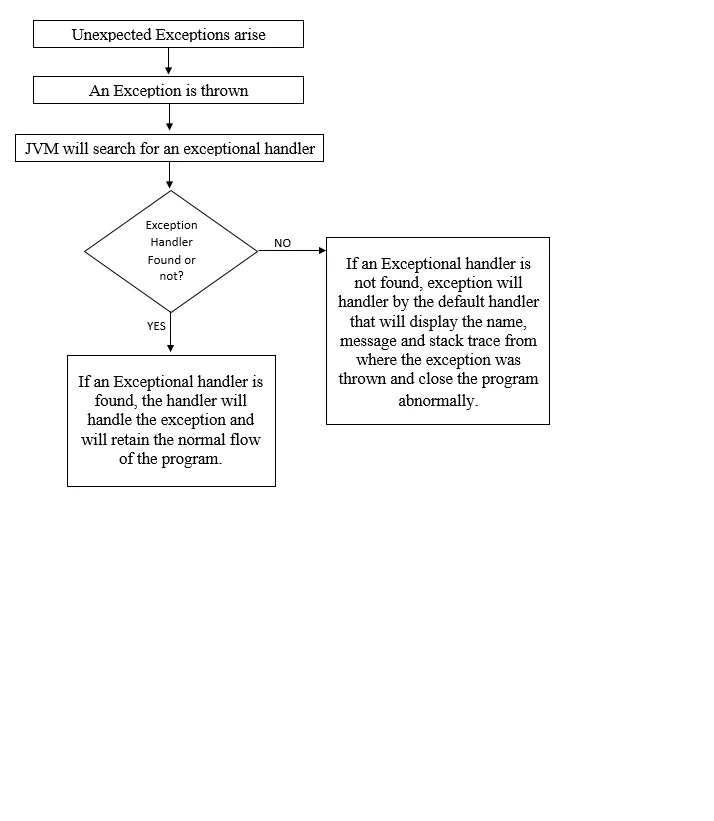 Unexpected Exceptions arise
An Exception is thrown
JVM will search for an exceptional handler
Exception
Handler
Found or
not?
NO
If an Exceptional handler is
not found, exception will
handler by the default handler
that will display the name,
message and stack trace from
where the exception was
thrown and close the program
abnormally.
YES
If an Exceptional handler is
found, the handler will
handle the exception and
will retain the normal flow
of the program.